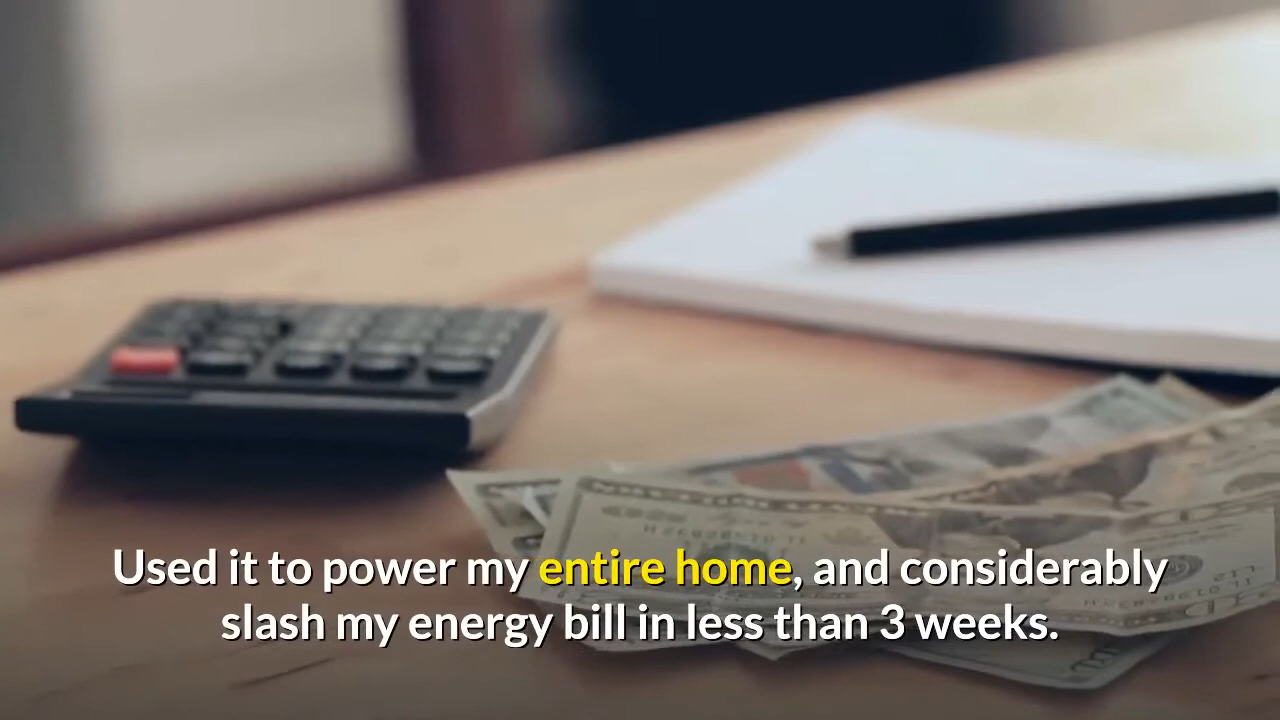 Used it to power my entire home, and considerably
slash my energy bill in less than 3 weeks.